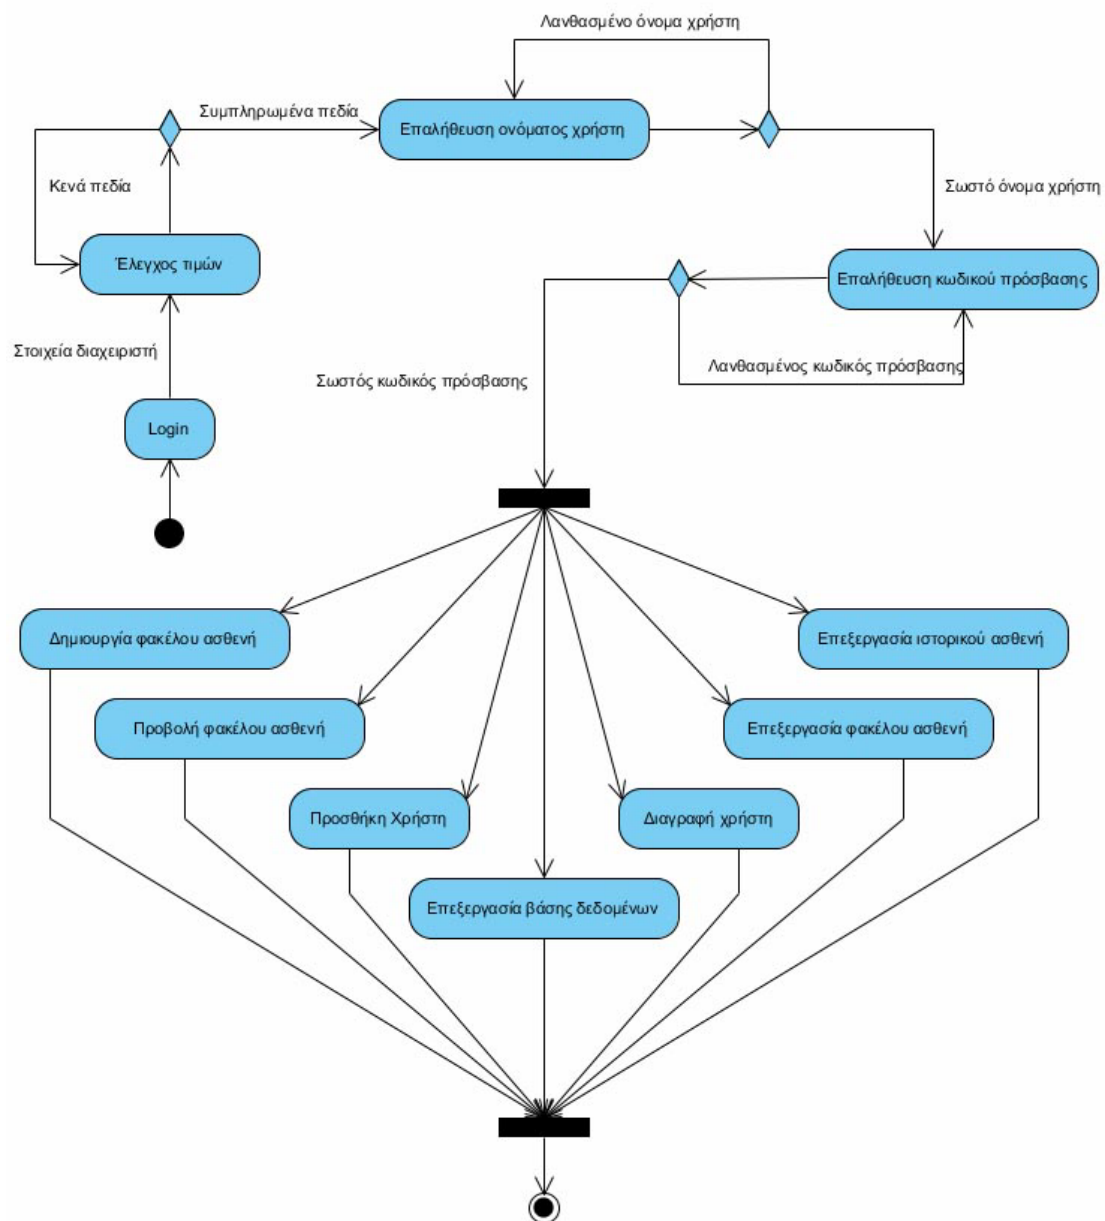 Λανθασμένο όνομα χρήστη
Συμπληρωμένα πεδία
Επαλήθευση ονόματος χρήστη
Κενά πεδία
Σωστό όνομα χρήστη
Έλεγχος τιμών
Επαλήθευση κωδικού πρόσβασης
Στοιχεία διαχειριστή
Λανθασμένος κωδικός πρόσβασης
Σωστός κωδικός πρόσβασης
Login
Δημιουργία φακέλου ασθενή
Επεξεργασία ιστορικού ασθενή
Προβολή φακέλου ασθενή
Επεξεργασία φακέλου ασθενή
Προσθήκη Χρήστη
Διαγραφή χρήστη
Επεξεργασία βάσης δεδομένων